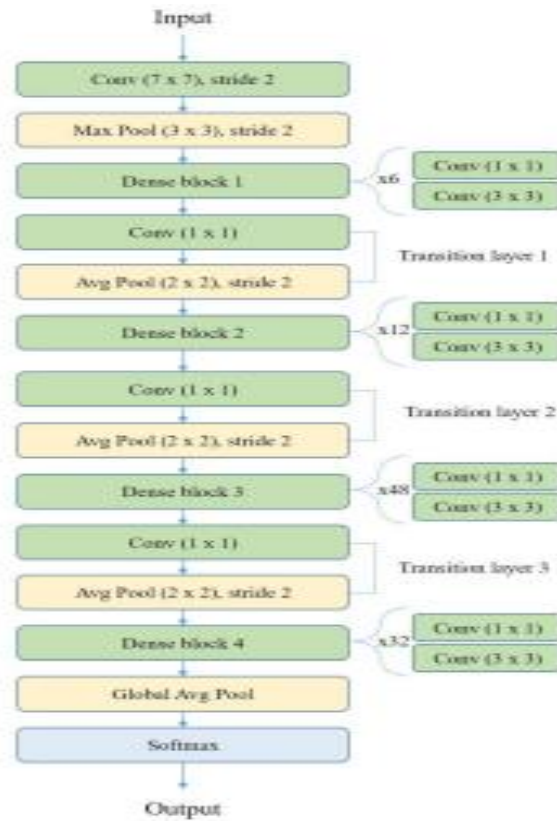 Input
Conv (7 x 7), stride 2
Max Pool (3 x 3), stride 2
Dense block 1
x6
Conv (1 x 1)
Conv (3 x 3)
Conv (1 x 1)
Avg Pool (2 x 2), stride 2
Transition layer 1
Dense block 2
x12
Conv (1 x 1)
Conv (3 x 3)
Conv (1 x 1)
Avg Pool (2 x 2), stride 2
Transition layer 2
Dense block 3
x48
Conv (1 x 1)
Conv (3 x 3)
Conv (1 x 1)
Avg Pool (2 x 2), stride 2
Transition layer 3
Dense block 4
x32
Conv (1 x 1)
Conv (3 x 3)
Global Avg Pool
Softmax
Output